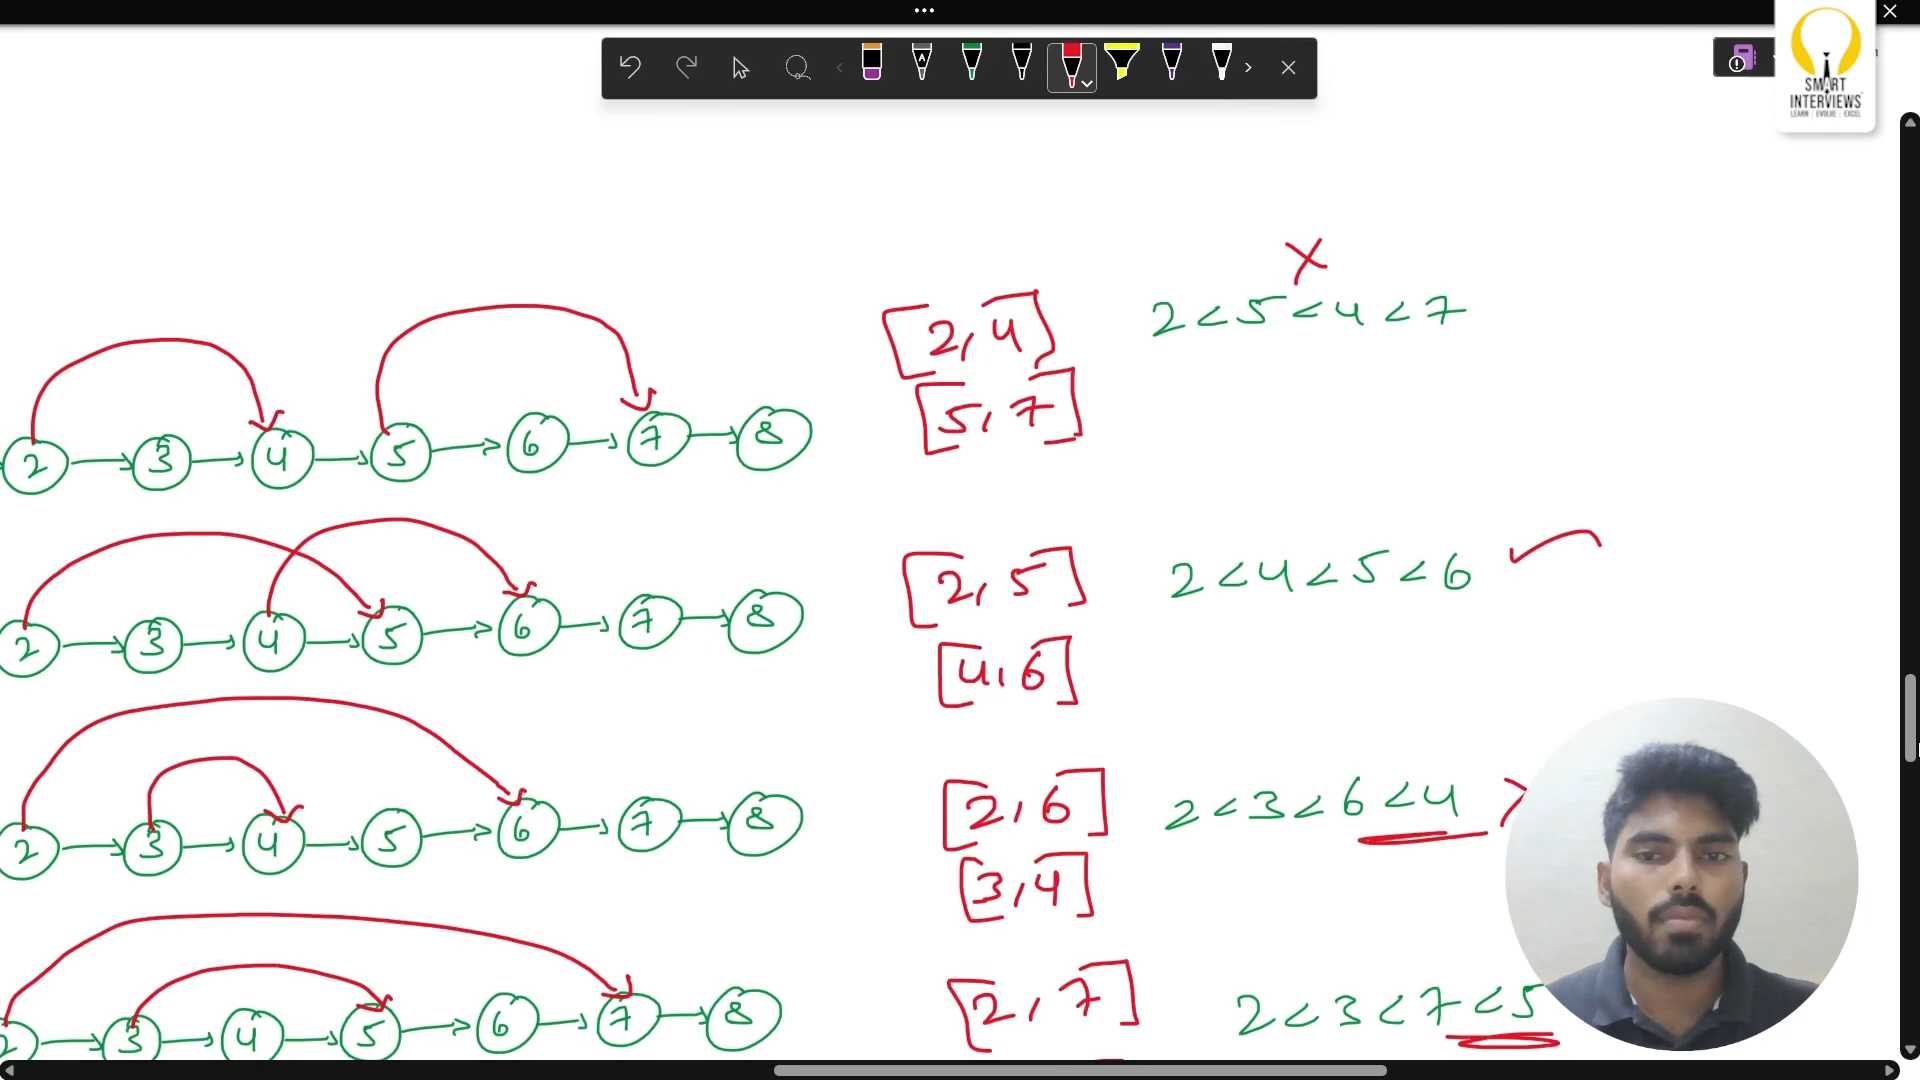 SMART
INTERVIEWS
LEARN | EVOLVE | EXCEL
A
X
[2, 4] 2 < 5 < 4 < 7
[5, 7]
2 3 4 5 6 7 8
[2, 5] 2 < 4 < 5 < 6 ✓
[4, 6]
2 3 4 5 6 7 8
[2, 6] 2 < 3 < 6 < 4
[3, 4]
2 3 4 5 6 7 8
[2, 7] 2 < 3 < 7 < 5
2 3 4 5 6 7 8